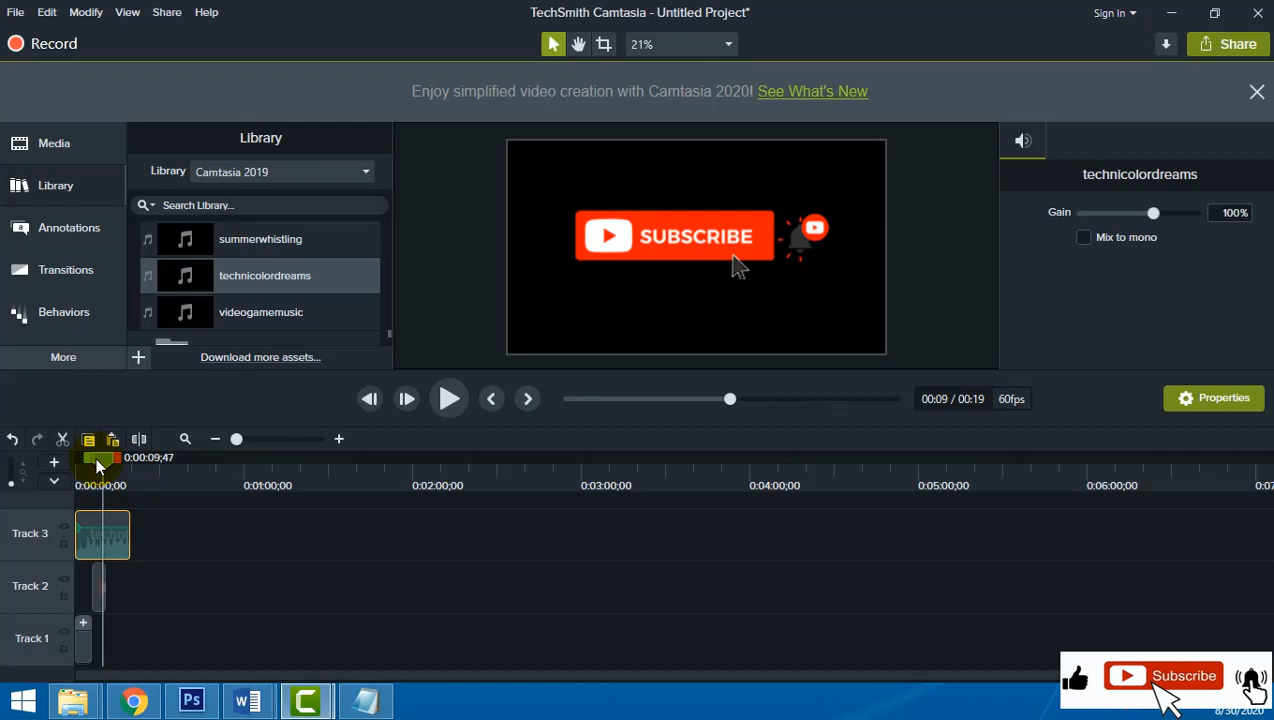 File Edit Modify View Share Help TechSmith Camtasia - Untitled Project* Sign In
Record 21% Share
Enjoy simplified video creation with Camtasia 2020! See What's New
Media Library
Library Camtasia 2019 technicolordreams
Library Search Library...
Gain 100%
Annotations summerwhistling SUBSCRIBE Mix to mono
Transitions technicolordreams
Behaviors videogamemusic
More Download more assets...
00:09 / 00:19 60fps Properties
0:00:09;47
0:00:00;00 0:01:00;00 0:02:00;00 0:03:00;00 0:04:00;00 0:05:00;00 0:06:00;00 0:07
Track 3
Track 2
Track 1
Subscribe
8/30/2020